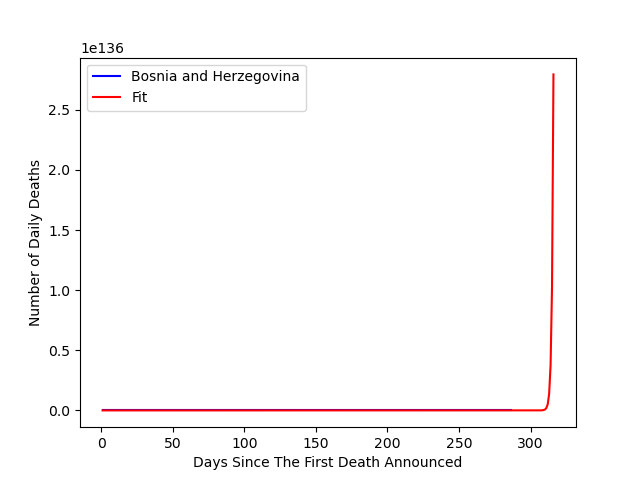 1e136
Bosnia and Herzegovina
Fit
2.5
2.0
1.5
1.0
0.5
0.0
Number of Daily Deaths
0 50 100 150 200 250 300
Days Since The First Death Announced